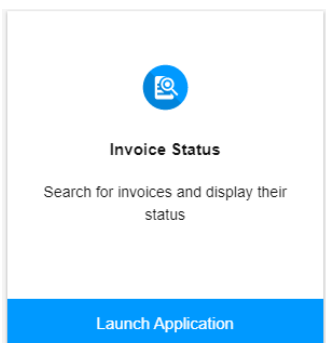 Invoice Status
Search for invoices and display their
status
Launch Application